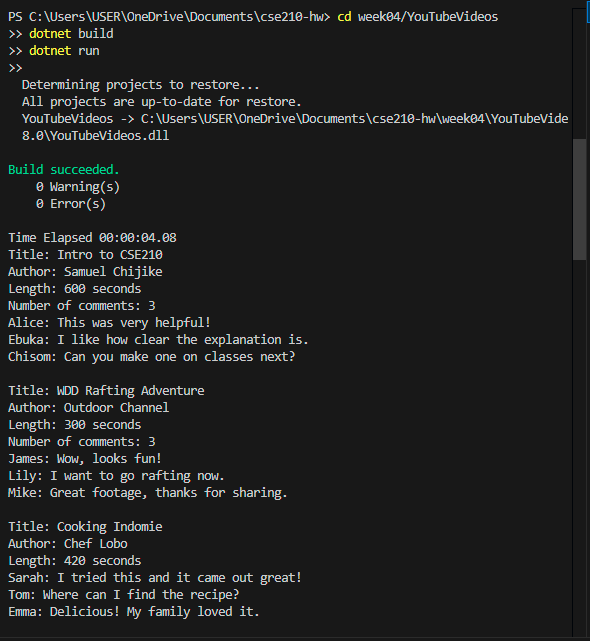 PS C:\Users\USER\OneDrive\Documents\cse210-hw> cd week04/YouTubeVideos
>> dotnet build
>> dotnet run
>>
  Determining projects to restore...
  All projects are up-to-date for restore.
  YouTubeVideos -> C:\Users\USER\OneDrive\Documents\cse210-hw\week04\YouTubeVide
  8.0\YouTubeVideos.dll

Build succeeded.
    0 Warning(s)
    0 Error(s)

Time Elapsed 00:00:04.08
Title: Intro to CSE210
Author: Samuel Chijike
Length: 600 seconds
Number of comments: 3
Alice: This was very helpful!
Ebuka: I like how clear the explanation is.
Chisom: Can you make one on classes next?

Title: WDD Rafting Adventure
Author: Outdoor Channel
Length: 300 seconds
Number of comments: 3
James: Wow, looks fun!
Lily: I want to go rafting now.
Mike: Great footage, thanks for sharing.

Title: Cooking Indomie
Author: Chef Lobo
Length: 420 seconds
Sarah: I tried this and it came out great!
Tom: Where can I find the recipe?
Emma: Delicious! My family loved it.